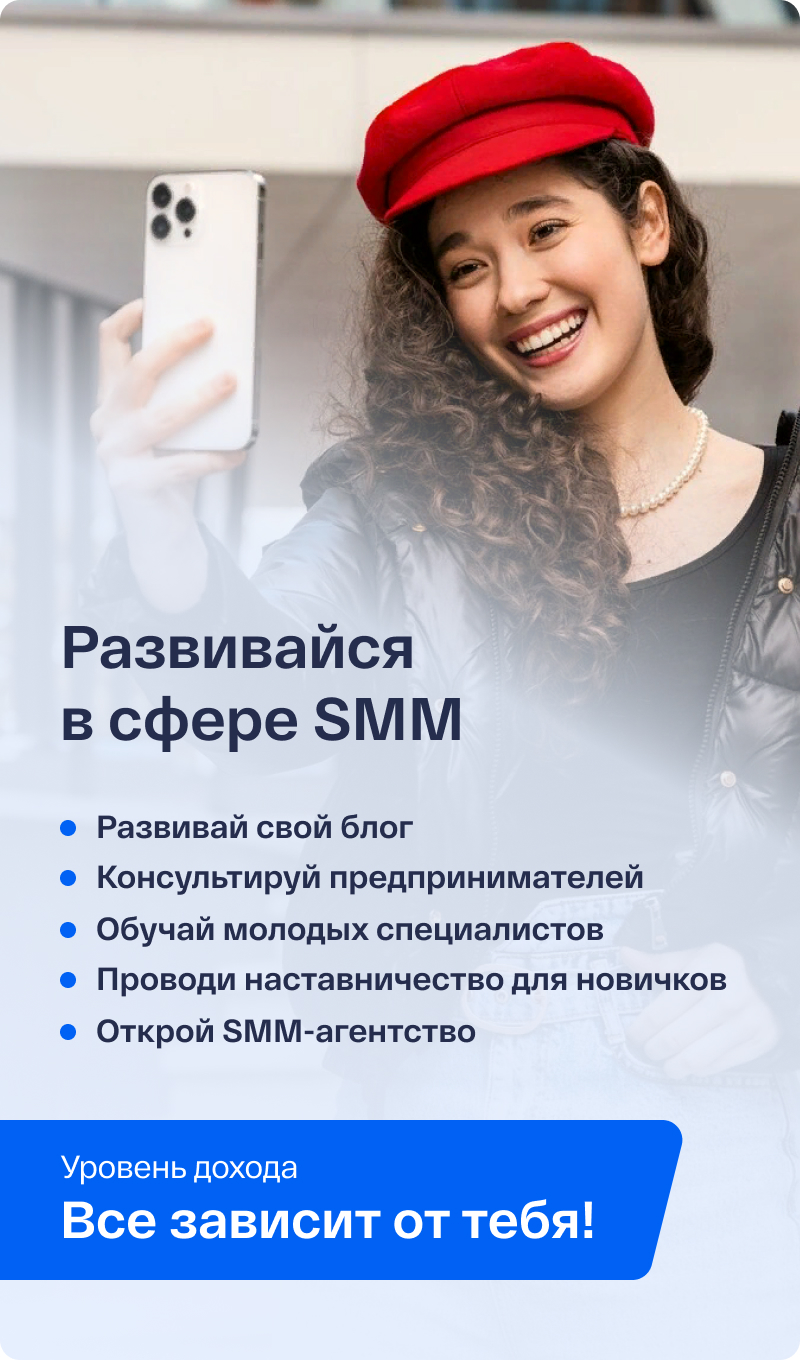 Развивайся
в сфере SMM
Развивай свой блог
Консультируй предпринимателей
Обучай молодых специалистов
Проводи наставничество для новичков
Открой SMM-агентство
Уровень дохода
Все зависит от тебя!